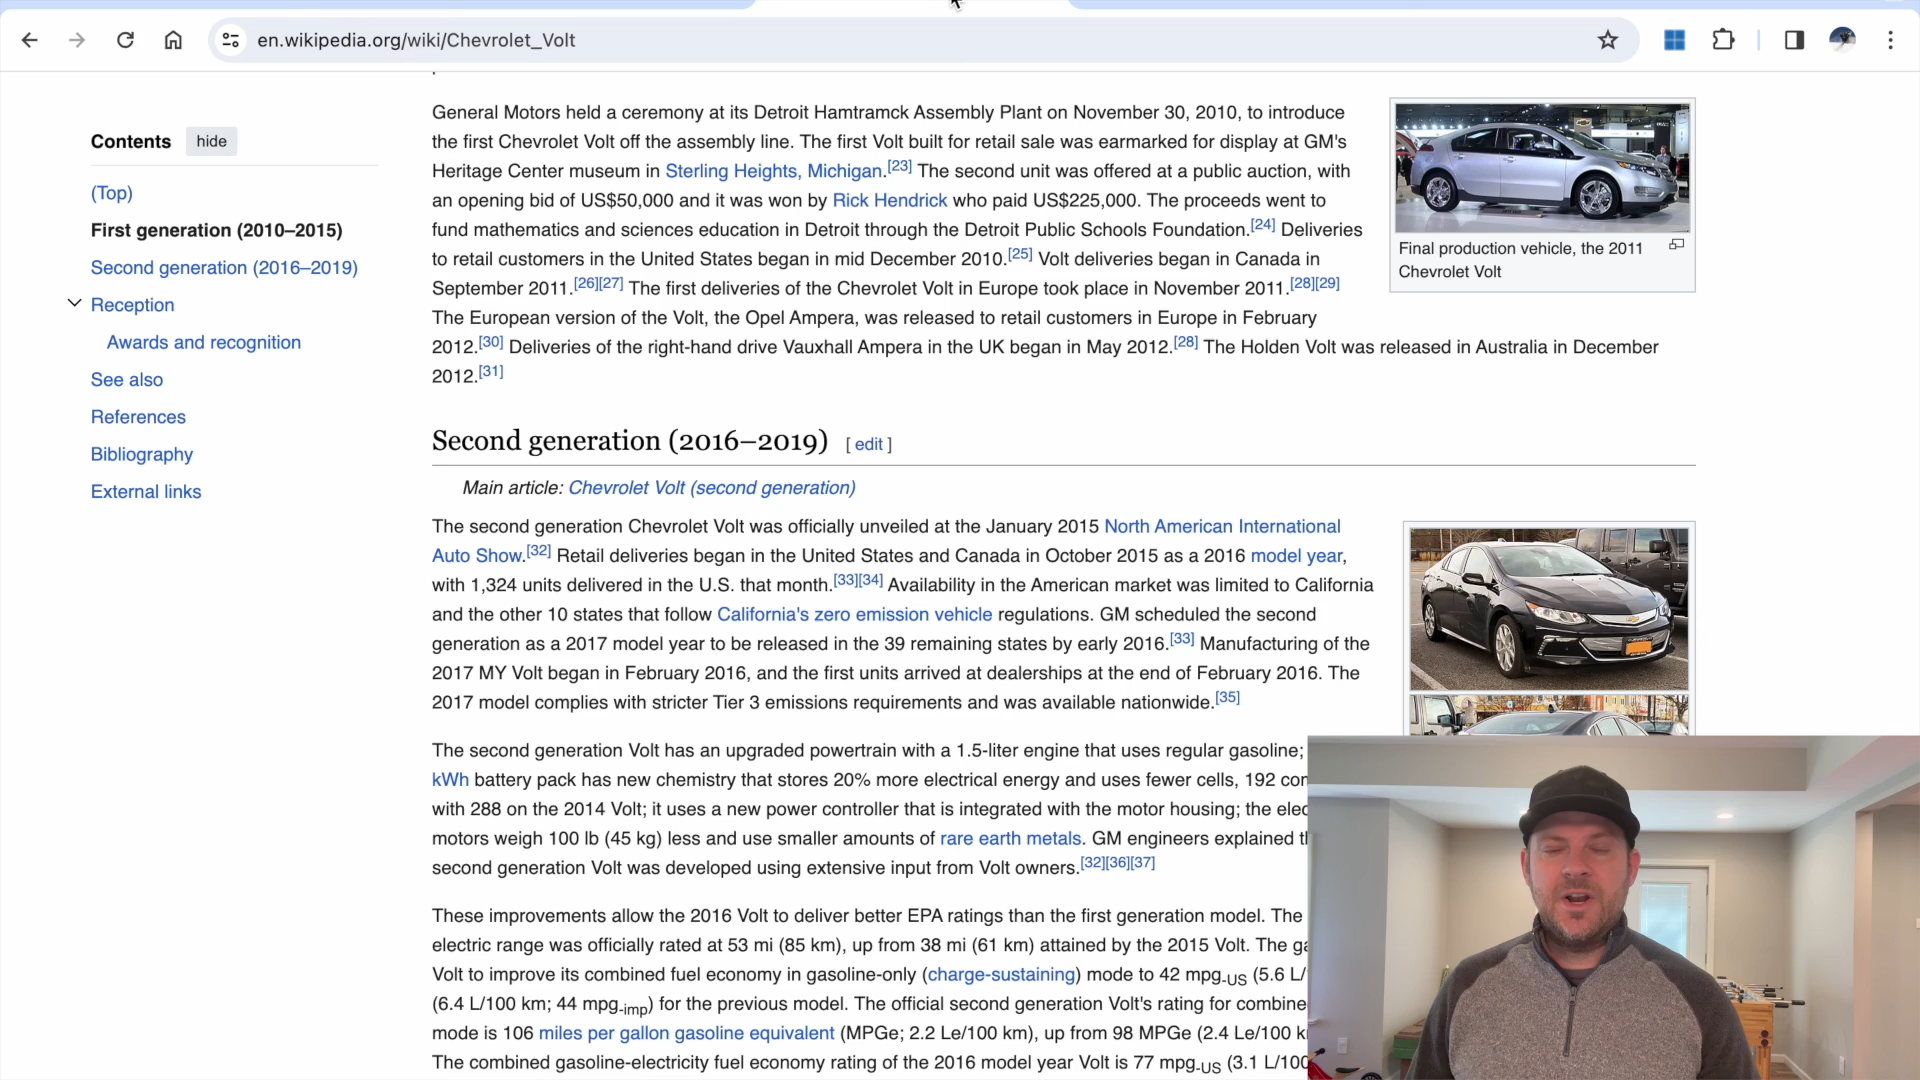 en.wikipedia.org/wiki/Chevrolet_Volt
Contents hide
(Top)
First generation (2010–2015)
Second generation (2016–2019)
Reception
Awards and recognition
See also
References
Bibliography
External links
General Motors held a ceremony at its Detroit Hamtramck Assembly Plant on November 30, 2010, to introduce
the first Chevrolet Volt off the assembly line. The first Volt built for retail sale was earmarked for display at GM's
Heritage Center museum in Sterling Heights, Michigan.[23] The second unit was offered at a public auction, with
an opening bid of US$50,000 and it was won by Rick Hendrick who paid US$225,000. The proceeds went to
fund mathematics and sciences education in Detroit through the Detroit Public Schools Foundation.[24] Deliveries
to retail customers in the United States began in mid December 2010.[25] Volt deliveries began in Canada in
September 2011.[26][27] The first deliveries of the Chevrolet Volt in Europe took place in November 2011.[28][29]
The European version of the Volt, the Opel Ampera, was released to retail customers in Europe in February
2012.[30] Deliveries of the right-hand drive Vauxhall Ampera in the UK began in May 2012.[28] The Holden Volt was released in Australia in December
2012.[31]
Final production vehicle, the 2011
Chevrolet Volt
Second generation (2016–2019) [ edit ]
Main article: Chevrolet Volt (second generation)
The second generation Chevrolet Volt was officially unveiled at the January 2015 North American International
Auto Show.[32] Retail deliveries began in the United States and Canada in October 2015 as a 2016 model year,
with 1,324 units delivered in the U.S. that month.[33][34] Availability in the American market was limited to California
and the other 10 states that follow California's zero emission vehicle regulations. GM scheduled the second
generation as a 2017 model year to be released in the 39 remaining states by early 2016.[33] Manufacturing of the
2017 MY Volt began in February 2016, and the first units arrived at dealerships at the end of February 2016. The
2017 model complies with stricter Tier 3 emissions requirements and was available nationwide.[35]
The second generation Volt has an upgraded powertrain with a 1.5-liter engine that uses regular gasoline;
kWh battery pack has new chemistry that stores 20% more electrical energy and uses fewer cells, 192
with 288 on the 2014 Volt; it uses a new power controller that is integrated with the motor housing; the
motors weigh 100 lb (45 kg) less and use smaller amounts of rare earth metals. GM engineers explained
second generation Volt was developed using extensive input from Volt owners.[32][36][37]
These improvements allow the 2016 Volt to deliver better EPA ratings than the first generation model. The
electric range was officially rated at 53 mi (85 km), up from 38 mi (61 km) attained by the 2015 Volt. The
Volt to improve its combined fuel economy in gasoline-only (charge-sustaining) mode to 42 mpg-US (5.6 L/
(6.4 L/100 km; 44 mpg-imp) for the previous model. The official second generation Volt's rating for
mode is 106 miles per gallon gasoline equivalent (MPGe; 2.2 Le/100 km), up from 98 MPGe (2.4 Le/100
The combined gasoline-electricity fuel economy rating of the 2016 model year Volt is 77 mpg-US (3.1 L/100